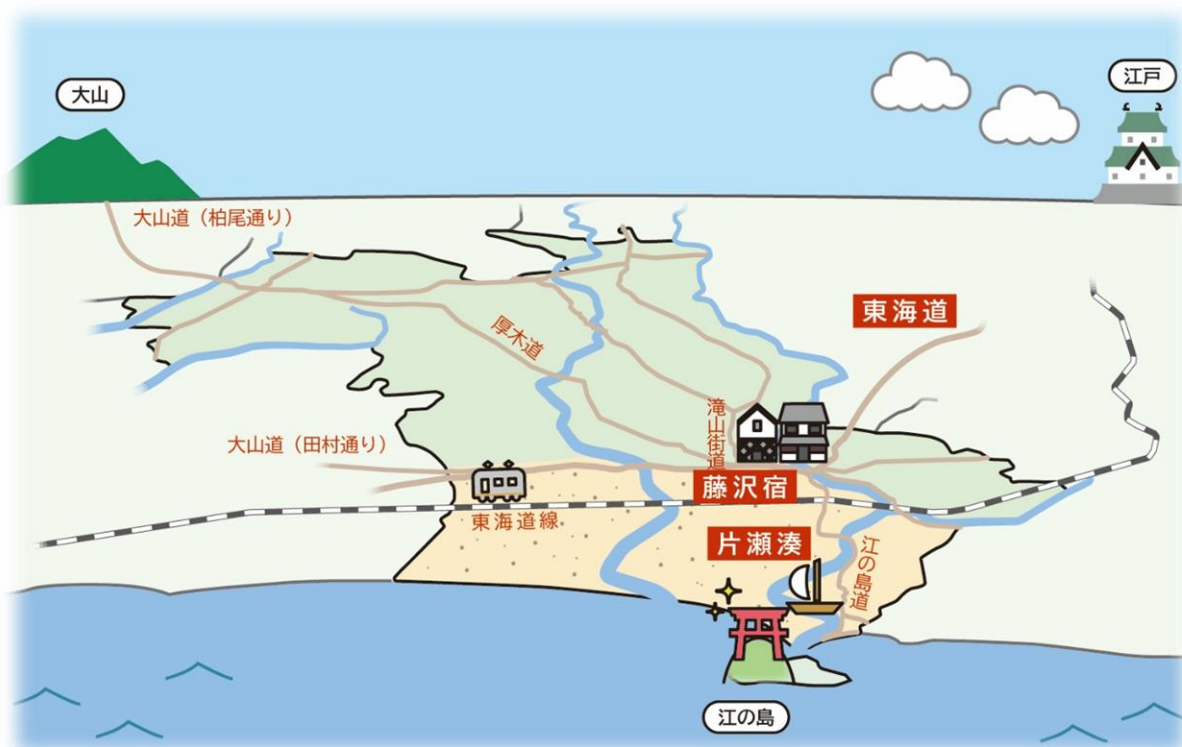 大山
江戸
大山道（柏尾通り）
東海道
厚木道
滝山街道
大山道（田村通り）
藤沢宿
東海道線
片瀬湊
江の島道
江の島